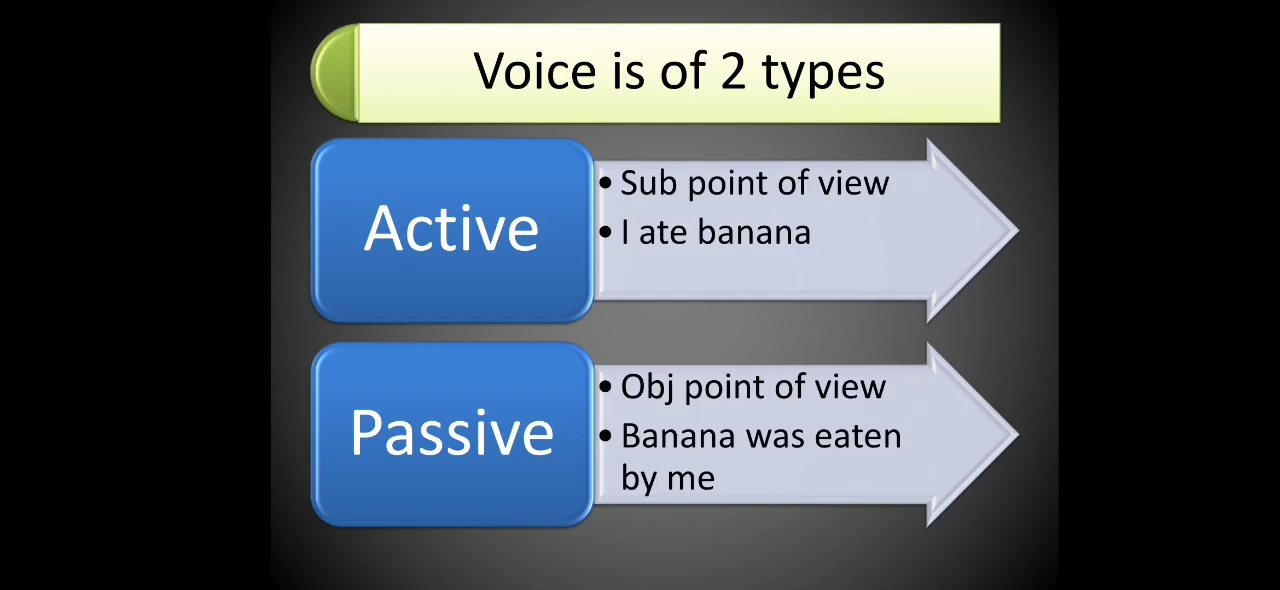 Voice is of 2 types
Active
• Sub point of view
• I ate banana
Passive
• Obj point of view
• Banana was eaten
by me